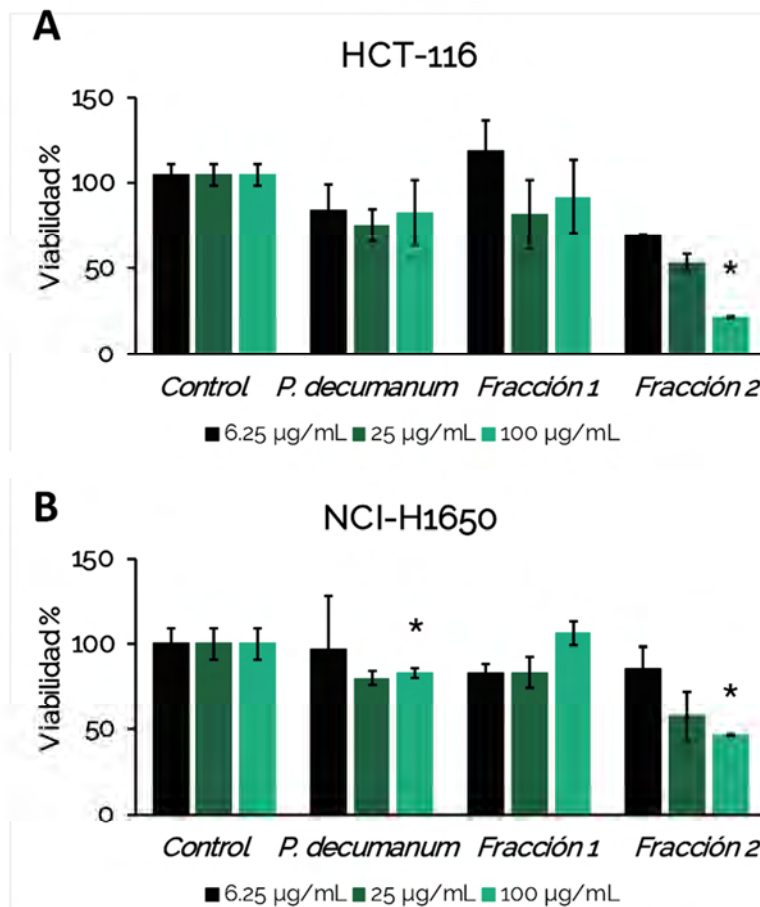 A
HCT-116
150
100
50
0
Viabilidad%
*
Control P. decumanum Fracción 1 Fracción 2
6.25 µg/mL 25 µg/mL 100 µg/mL
B
NCI-H1650
150
100
50
0
Viabilidad%
*
*
Control P. decumanum Fracción 1 Fracción 2
6.25 µg/mL 25 µg/mL 100 µg/mL